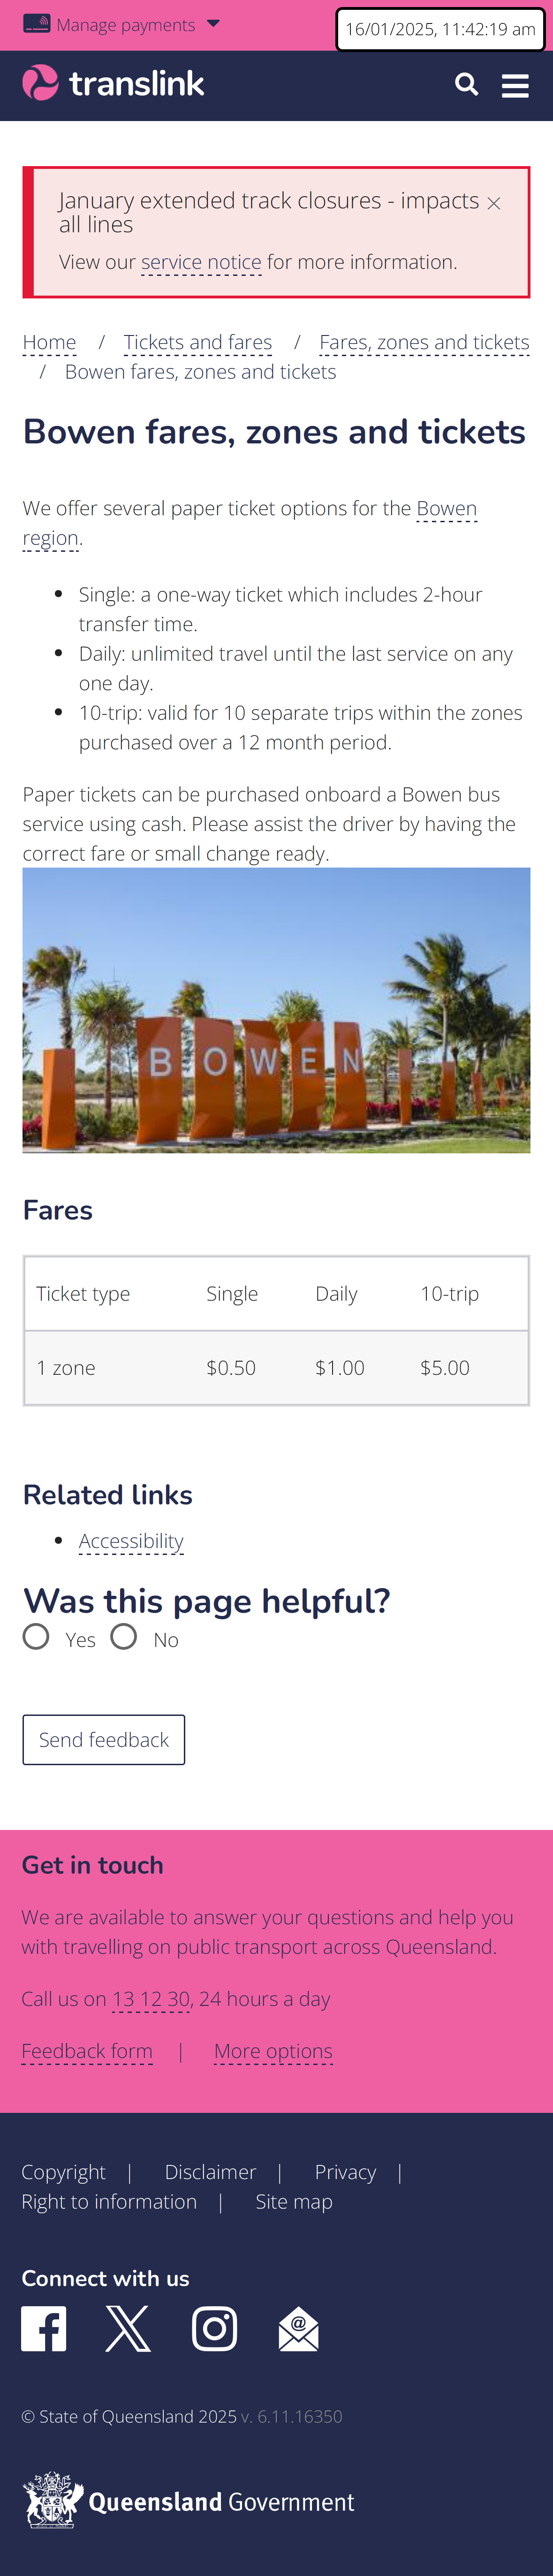 Manage payments
16/01/2025, 11:42:19 am
translink
January extended track closures - impacts
all lines
View our service notice for more information.
Home / Tickets and fares / Fares, zones and tickets
/ Bowen fares, zones and tickets
Bowen fares, zones and tickets
We offer several paper ticket options for the Bowen
region.
• Single: a one-way ticket which includes 2-hour
transfer time.
• Daily: unlimited travel until the last service on any
one day.
• 10-trip: valid for 10 separate trips within the zones
purchased over a 12 month period.
Paper tickets can be purchased onboard a Bowen bus
service using cash. Please assist the driver by having the
correct fare or small change ready.
BOWEN
Fares
Ticket type Single Daily 10-trip
1 zone $0.50 $1.00 $5.00
Related links
• Accessibility
Was this page helpful?
Yes No
Send feedback
Get in touch
We are available to answer your questions and help you
with travelling on public transport across Queensland.
Call us on 13 12 30, 24 hours a day
Feedback form | More options
Copyright | Disclaimer | Privacy |
Right to information | Site map
Connect with us
© State of Queensland 2025 v. 6.11.16350
Queensland Government